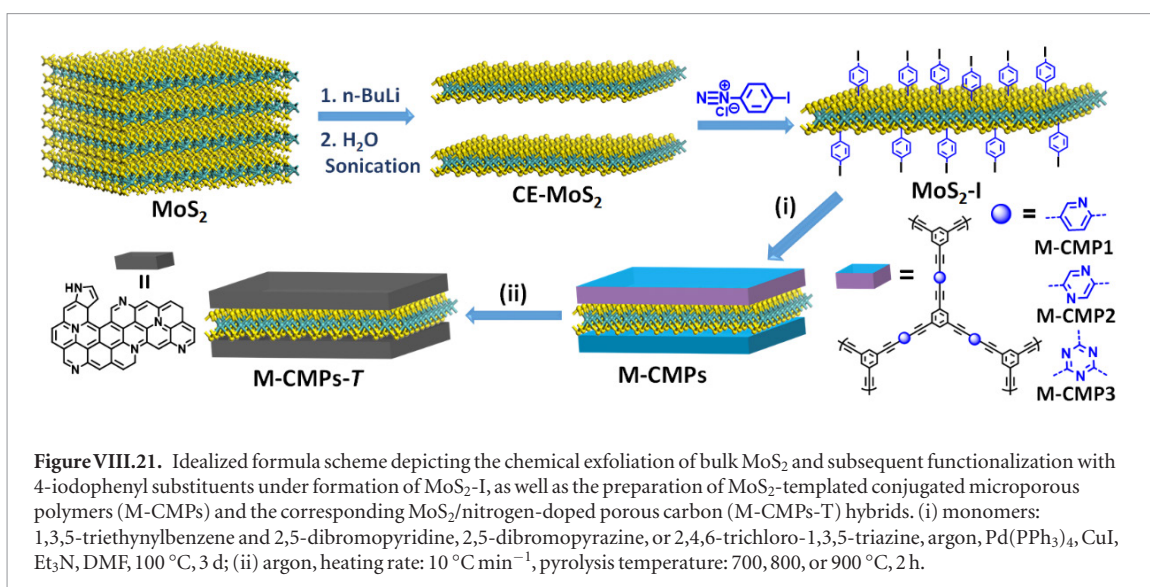 1. n-BuLi
2. H₂O
Sonication
MoS₂
CE-MoS₂
N≡N⊕
Cl⊖
I
I I I I I I
I I I I I
MoS₂-I
(i)
= N
M-CMP1
N
N
M-CMP2
N
N N
M-CMP3
=
M-CMPs
(ii)
M-CMPs-T
=
HN
N
N
N
N
N
N
Figure VIII.21. Idealized formula scheme depicting the chemical exfoliation of bulk MoS₂ and subsequent functionalization with
4-iodophenyl substituents under formation of MoS₂-I, as well as the preparation of MoS₂-templated conjugated microporous
polymers (M-CMPs) and the corresponding MoS₂/nitrogen-doped porous carbon (M-CMPs-T) hybrids. (i) monomers:
1,3,5-triethynylbenzene and 2,5-dibromopyridine, 2,5-dibromopyrazine, or 2,4,6-trichloro-1,3,5-triazine, argon, Pd(PPh₃)₄, CuI,
Et₃N, DMF, 100 °C, 3 d; (ii) argon, heating rate: 10 °C min⁻¹, pyrolysis temperature: 700, 800, or 900 °C, 2 h.